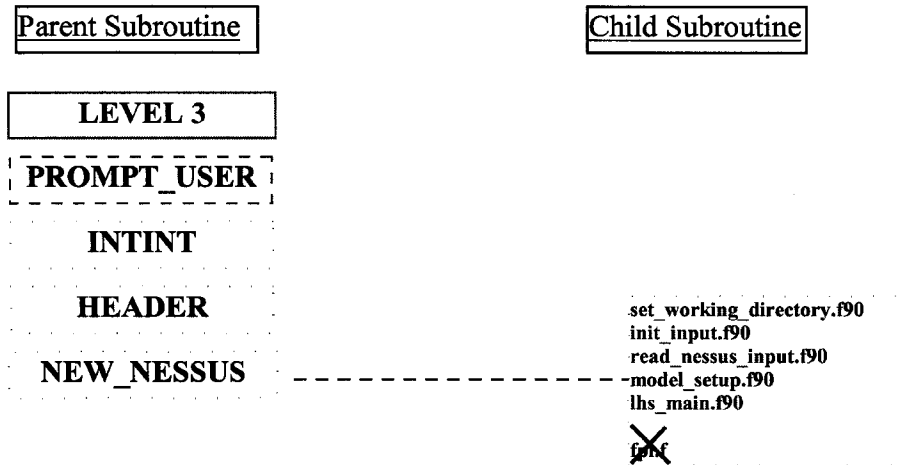 Parent Subroutine
Child Subroutine
LEVEL 3
PROMPT_USER
INTINT
HEADER
NEW_NESSUS
set_working_directory.f90
init_input.f90
read_nessus_input.f90
model_setup.f90
lhs_main.f90